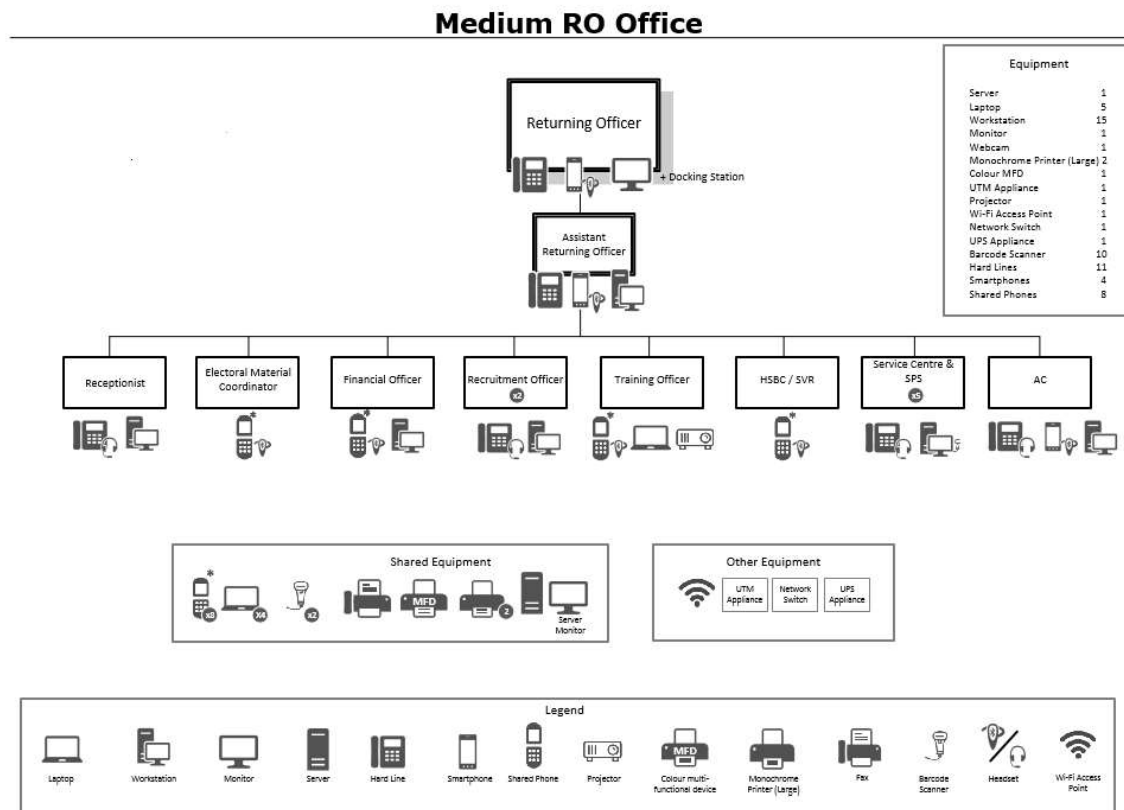 Medium RO Office
Equipment
Server 1
Laptop 5
Workstation 15
Monitor 1
Webcam 1
Monochrome Printer (Large) 2
Colour MFD 1
UTM Appliance 1
Projector 1
Wi-Fi Access Point 1
Network Switch 1
UPS Appliance 1
Barcode Scanner 10
Hard Lines 11
Smartphones 4
Shared Phones 8
Returning Officer
+ Docking Station
Assistant
Returning Officer
Receptionist
Electoral Material
Coordinator
Financial Officer
Recruitment Officer
x2
Training Officer
HSBC / SVR
Service Centre &
SPS
x5
AC
*
*
*
*
Shared Equipment
*
x8
X4
x2
MFD
2
Server
Monitor
Other Equipment
UTM
Appliance
Network
Switch
UPS
Appliance
Legend
MFD
Laptop
Workstation
Monitor
Server
Hard Line
Smartphone
Shared Phone
Projector
Colour multi-
functional device
Monochrome
Printer (Large)
Fax
Barcode
Scanner
Headset
Wi-Fi Access
Point